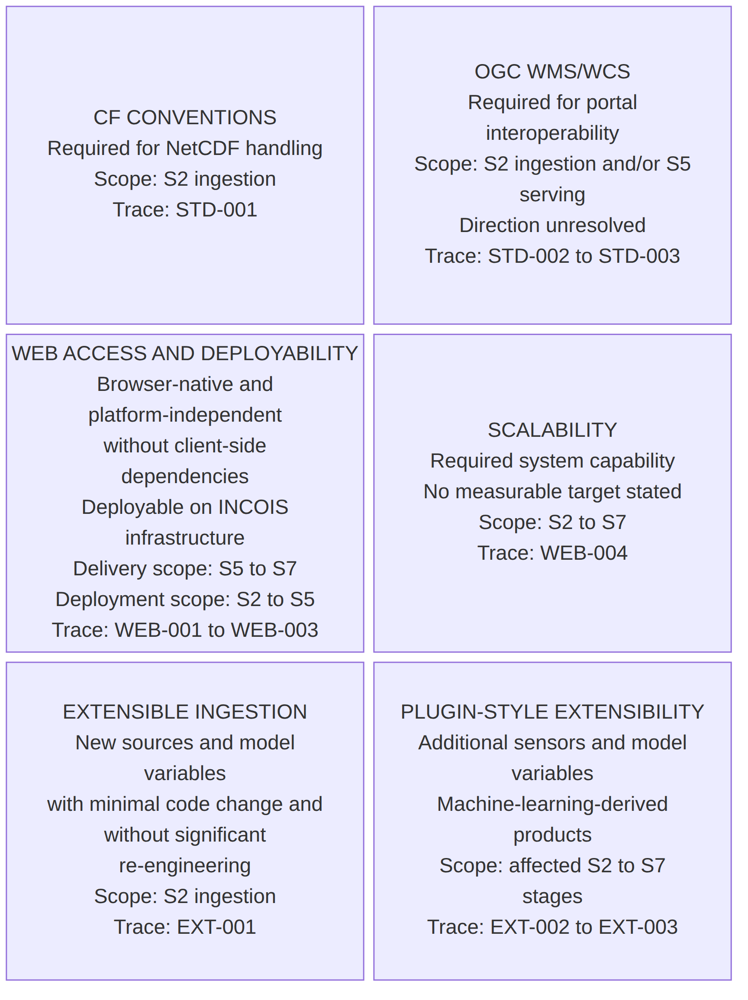 CF CONVENTIONS
Required for NetCDF handling
Scope: S2 ingestion
Trace: STD-001
OGC WMS/WCS
Required for portal
interoperability
Scope: S2 ingestion and/or S5
serving
Direction unresolved
Trace: STD-002 to STD-003
WEB ACCESS AND DEPLOYABILITY
Browser-native and
platform-independent
without client-side
dependencies
Deployable on INCOIS
infrastructure
Delivery scope: S5 to S7
Deployment scope: S2 to S5
Trace: WEB-001 to WEB-003
SCALABILITY
Required system capability
No measurable target stated
Scope: S2 to S7
Trace: WEB-004
EXTENSIBLE INGESTION
New sources and model
variables
with minimal code change and
without significant
re-engineering
Scope: S2 ingestion
Trace: EXT-001
PLUGIN-STYLE EXTENSIBILITY
Additional sensors and model
variables
Machine-learning-derived
products
Scope: affected S2 to S7
stages
Trace: EXT-002 to EXT-003